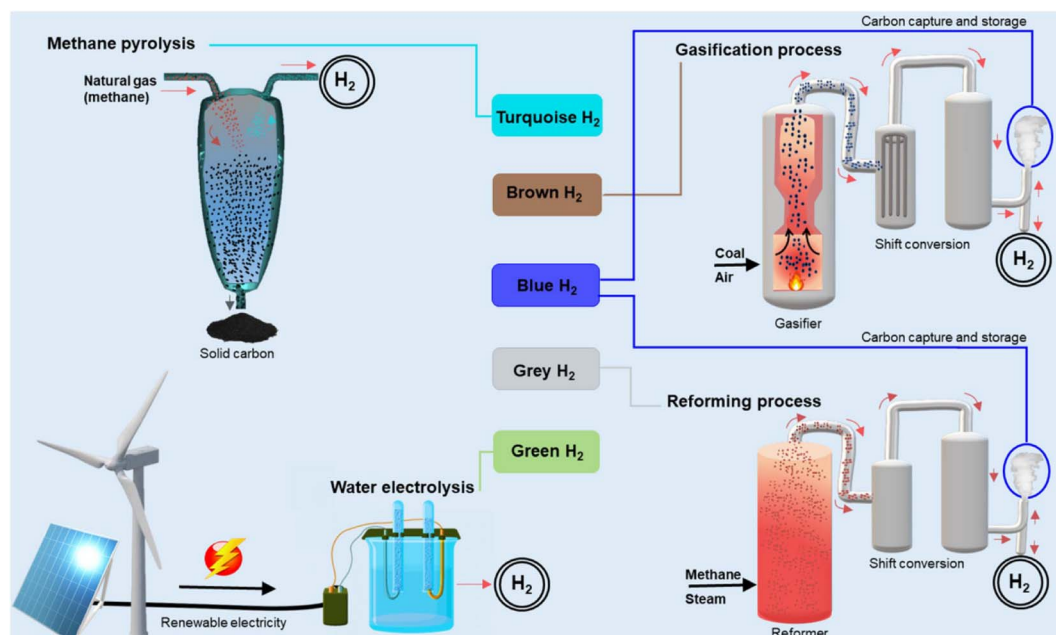 Carbon capture and storage
Methane pyrolysis
Gasification process
Natural gas
(methane)
H₂
Turquoise H₂
Brown H₂
Shift conversion
Coal
Air
H₂
Blue H₂
Gasifier
Carbon capture and storage
Solid carbon
Grey H₂
Reforming process
Green H₂
Water electrolysis
Shift conversion
Methane
Steam
H₂
H₂
Renewable electricity
Reformer